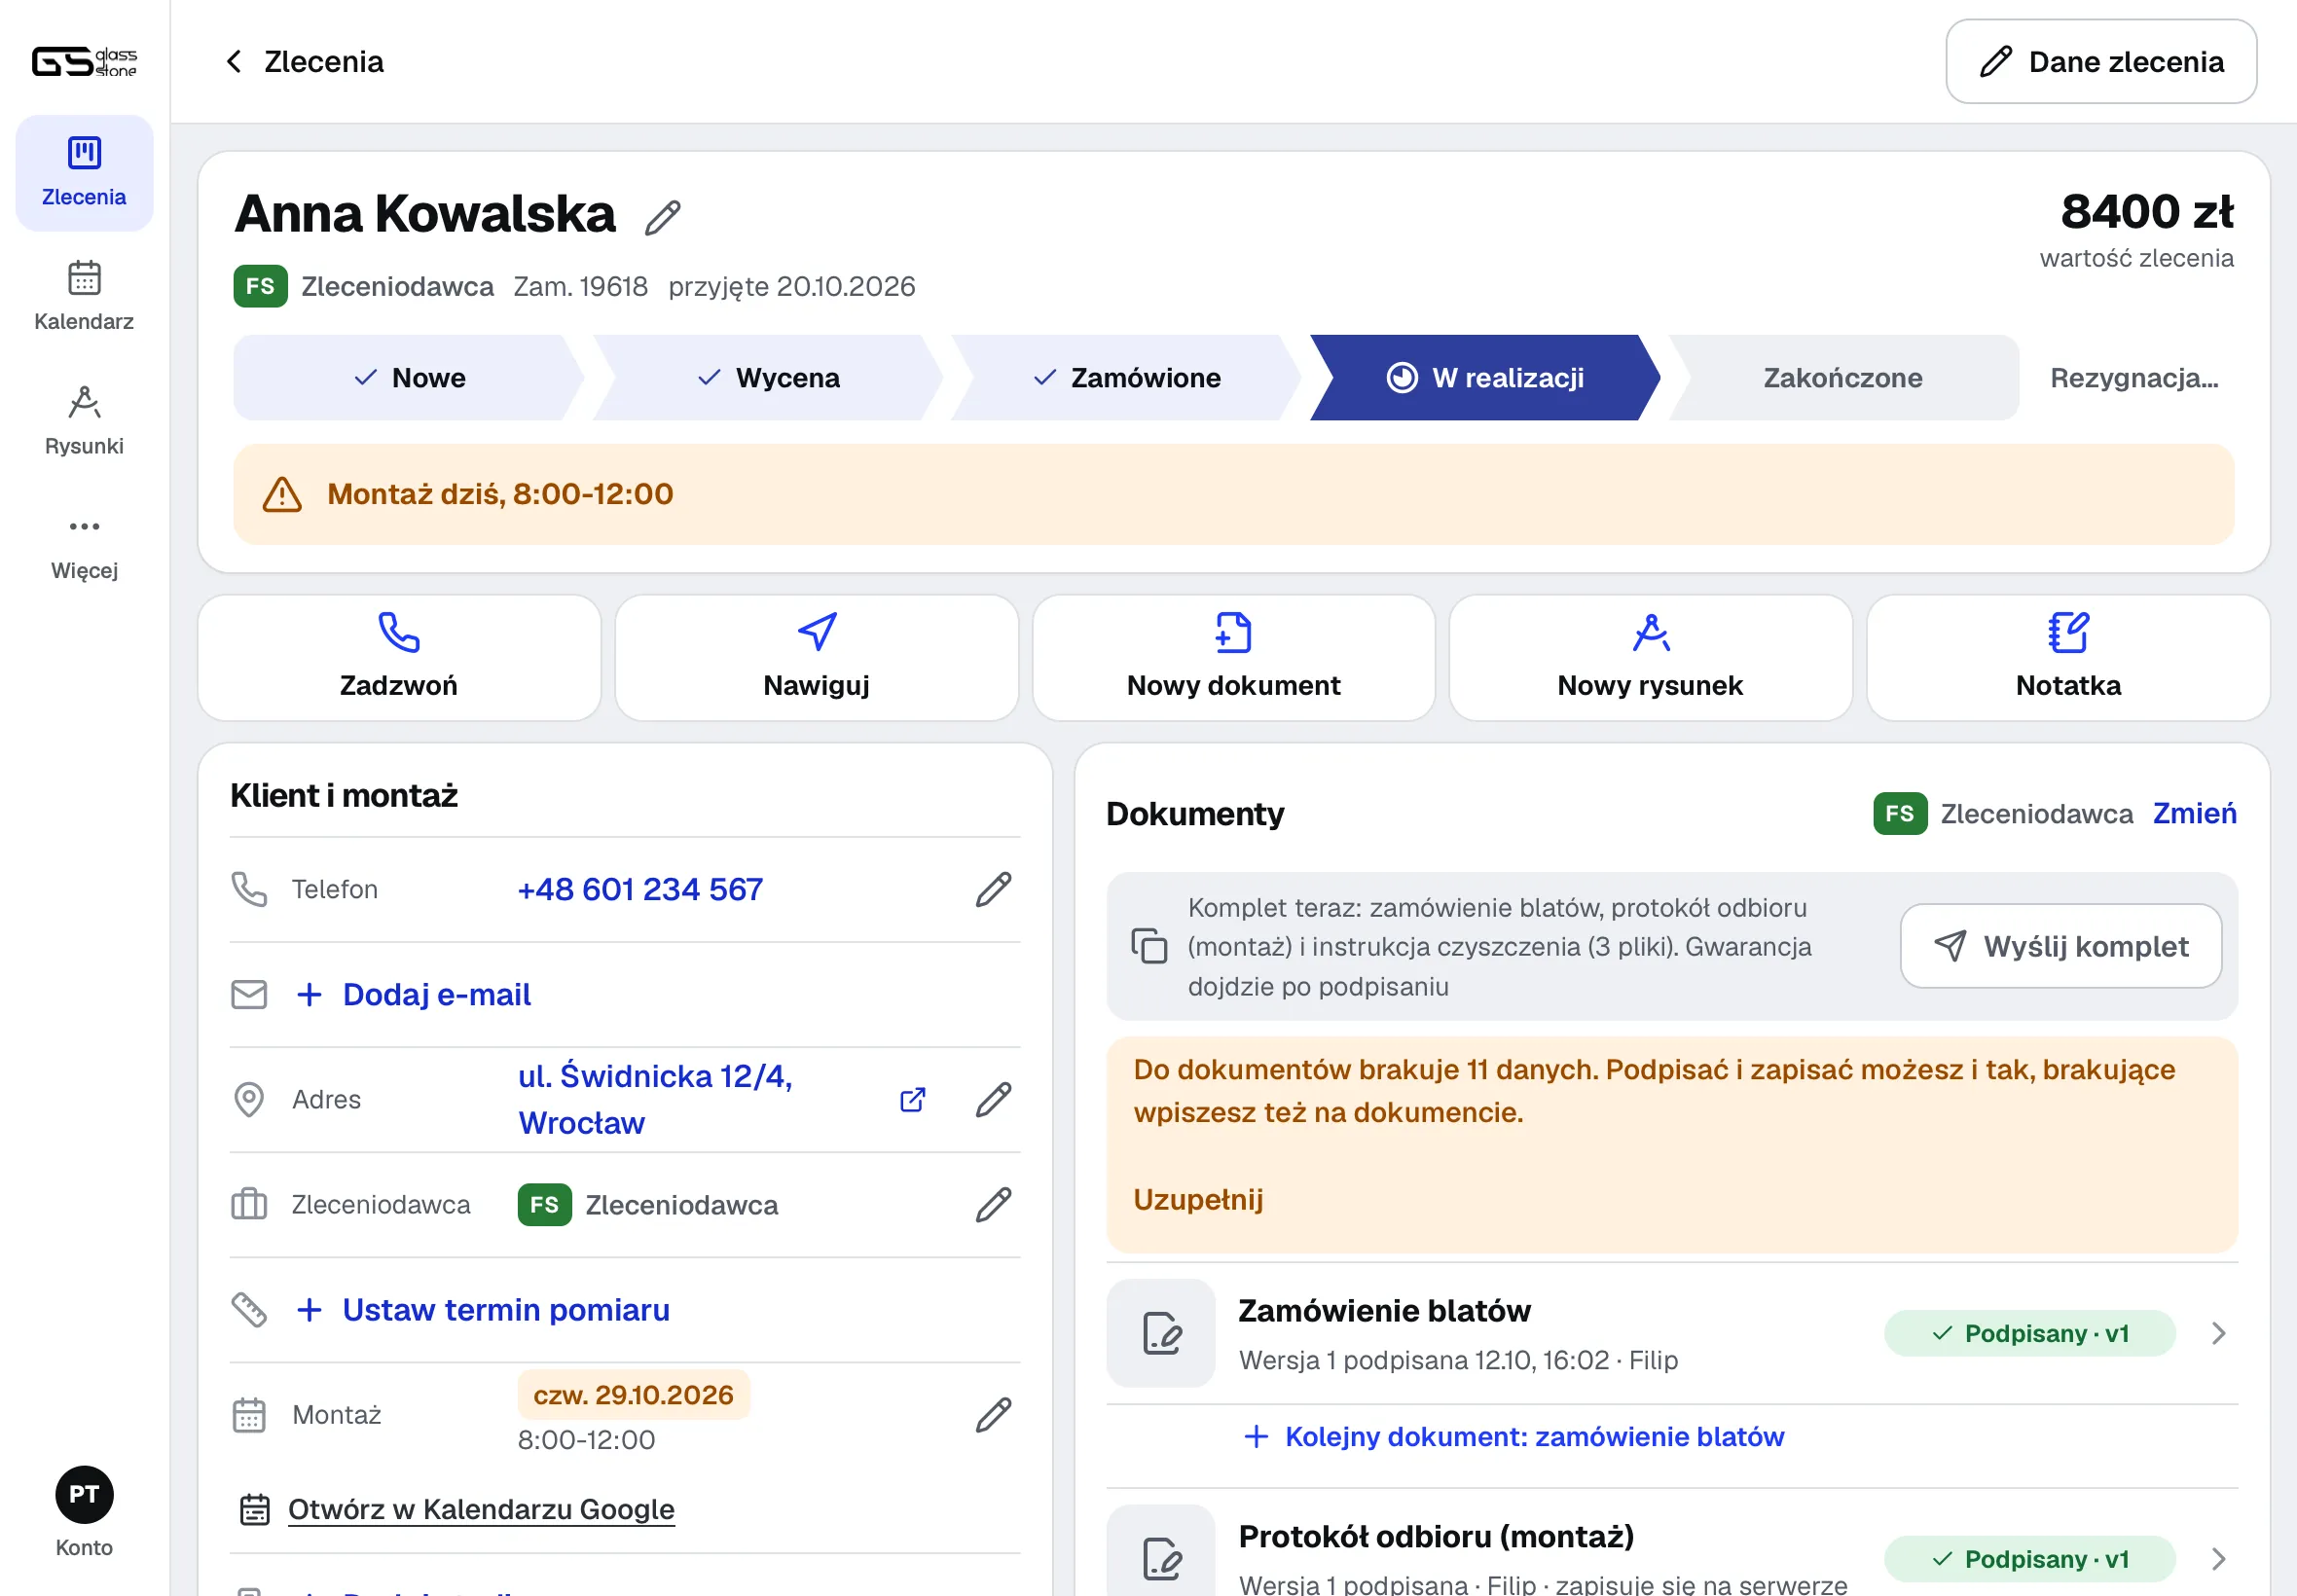 GS glass stone
Zlecenia
Dane zlecenia
Zlecenia
Kalendarz
Rysunki
Więcej
PT
Konto
Anna Kowalska
8400 zł
wartość zlecenia
FS Zleceniodawca Zam. 19618 przyjęte 20.10.2026
Nowe
Wycena
Zamówione
W realizacji
Zakończone
Rezygnacja...
Montaż dziś, 8:00-12:00
Zadzwoń
Nawiguj
Nowy dokument
Nowy rysunek
Notatka
Klient i montaż
Telefon +48 601 234 567
+ Dodaj e-mail
Adres ul. Świdnicka 12/4,
Wrocław
Zleceniodawca FS Zleceniodawca
+ Ustaw termin pomiaru
Montaż czw. 29.10.2026
8:00-12:00
Otwórz w Kalendarzu Google
Dokumenty
FS Zleceniodawca Zmień
Komplet teraz: zamówienie blatów, protokół odbioru
(montaż) i instrukcja czyszczenia (3 pliki). Gwarancja
dojdzie po podpisaniu
Wyślij komplet
Do dokumentów brakuje 11 danych. Podpisać i zapisać możesz i tak, brakujące
wpiszesz też na dokumencie.
Uzupełnij
Zamówienie blatów
Wersja 1 podpisana 12.10, 16:02 · Filip
Podpisany · v1
+ Kolejny dokument: zamówienie blatów
Protokół odbioru (montaż)
Wersja 1 podpisana · Filip · zapisuje się na serwerze
Podpisany · v1